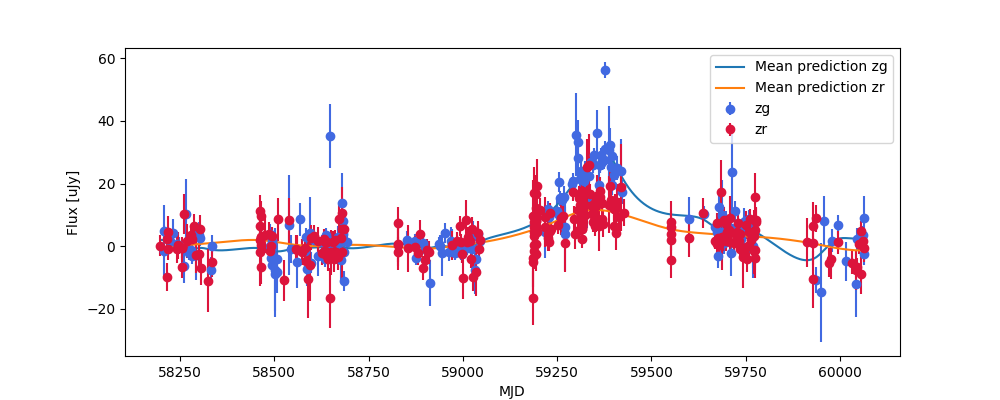 60
40
20
0
−20
Flux [uJy]
58250 58500 58750 59000 59250 59500 59750 60000
MJD
Mean prediction zg
Mean prediction zr
zg
zr